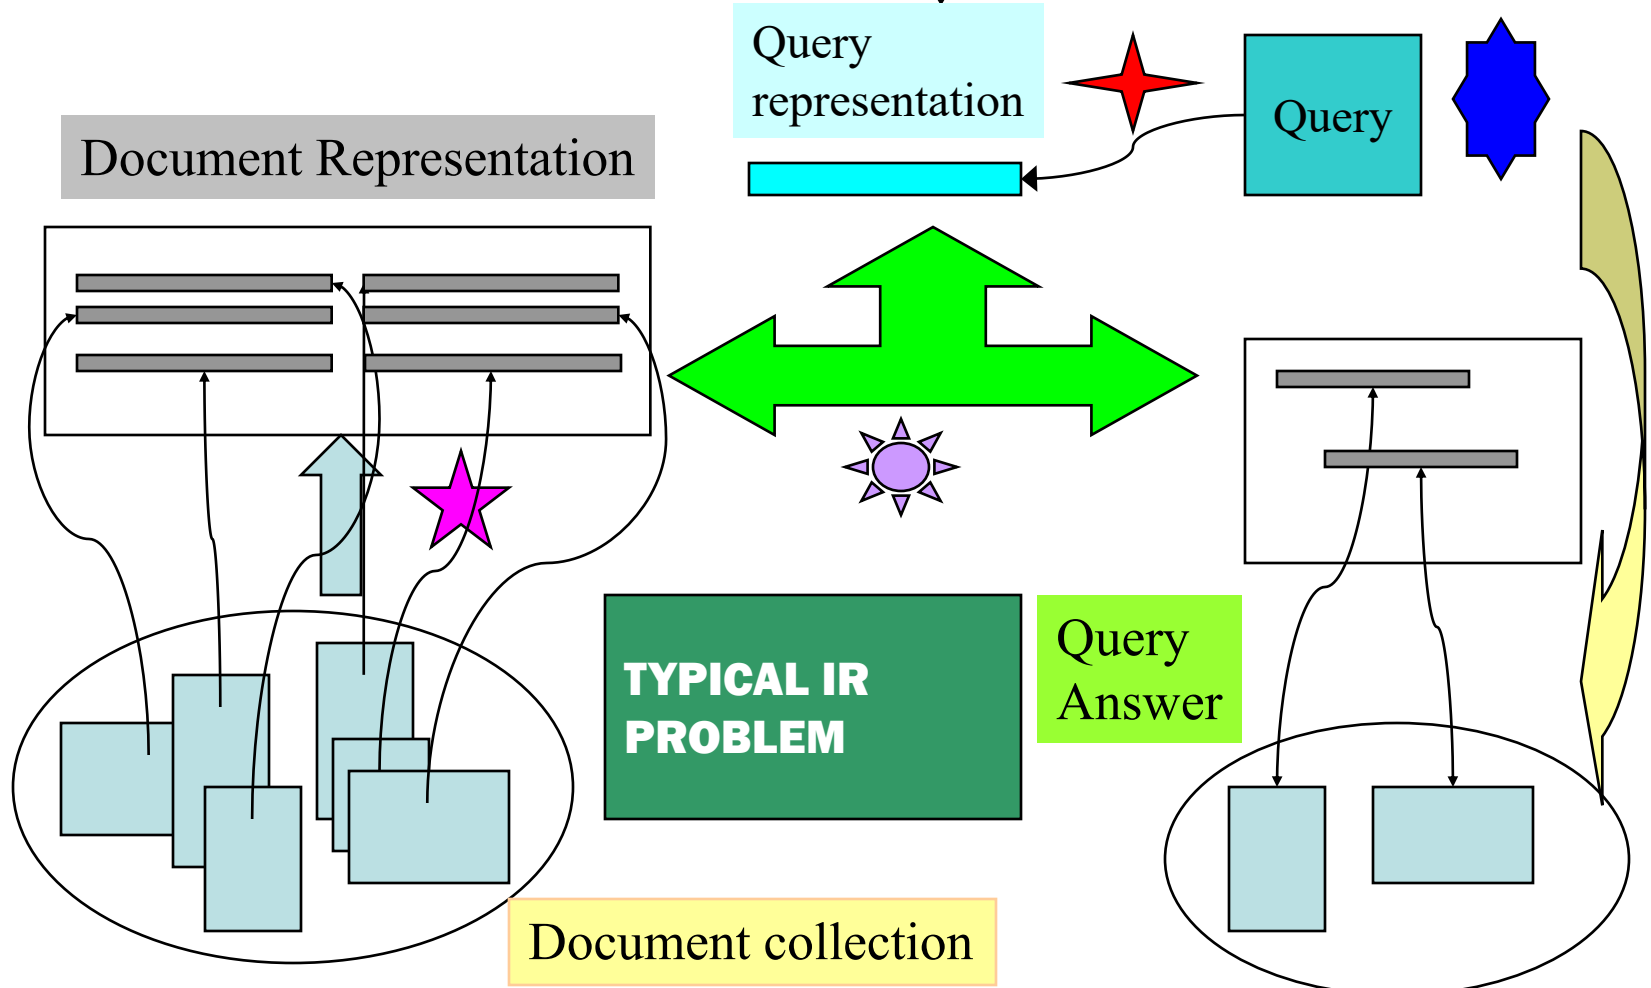 Query
representation
Query
Document Representation
TYPICAL IR
PROBLEM
Query
Answer
Document collection